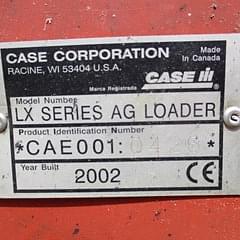 CASE CORPORATION
RACINE, WI 53404 U.S.A.
Made
In Canada
CASE IH
Marca Registrada
Model Number
LX SERIES AG LOADER
Product Identification Number
*CAE001:
Year Built
2002 CE